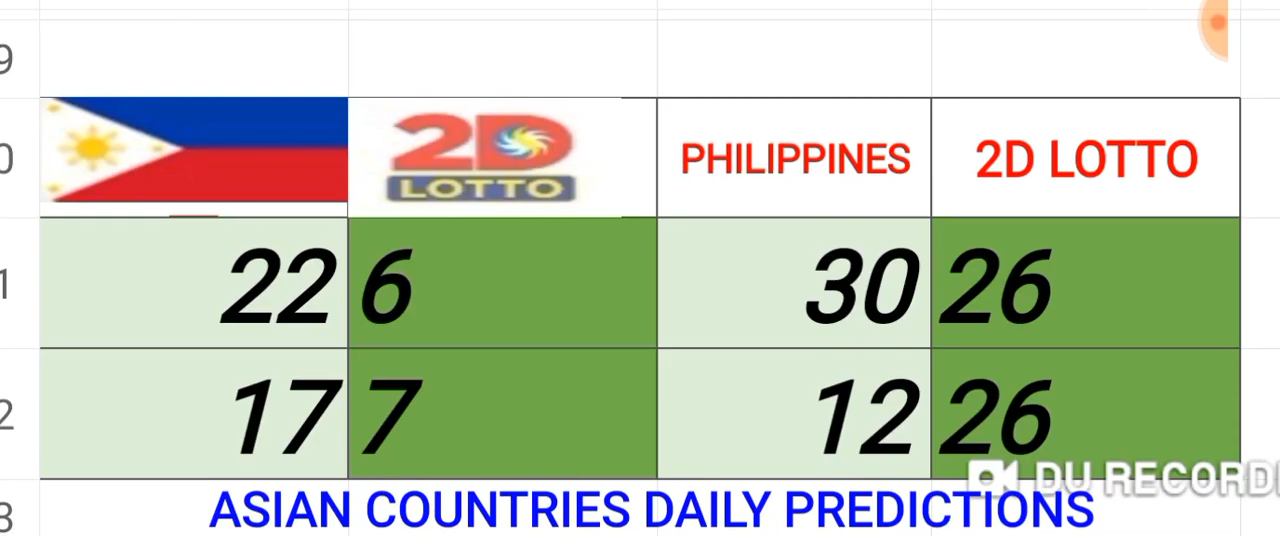 9
0 2D LOTTO PHILIPPINES 2D LOTTO
1 22 6 30 26
2 17 7 12 26
DU RECORD
3 ASIAN COUNTRIES DAILY PREDICTIONS